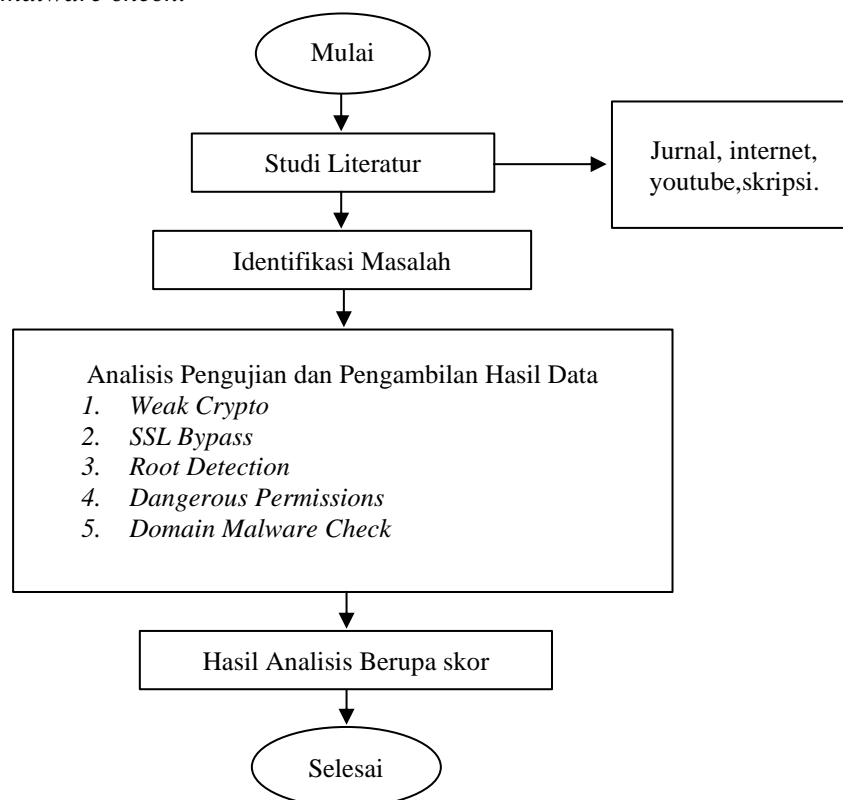 malware check.
Mulai
Studi Literatur
Jurnal, internet,
youtube,skripsi.
Identifikasi Masalah
Analisis Pengujian dan Pengambilan Hasil Data
1. Weak Crypto
2. SSL Bypass
3. Root Detection
4. Dangerous Permissions
5. Domain Malware Check
Hasil Analisis Berupa skor
Selesai